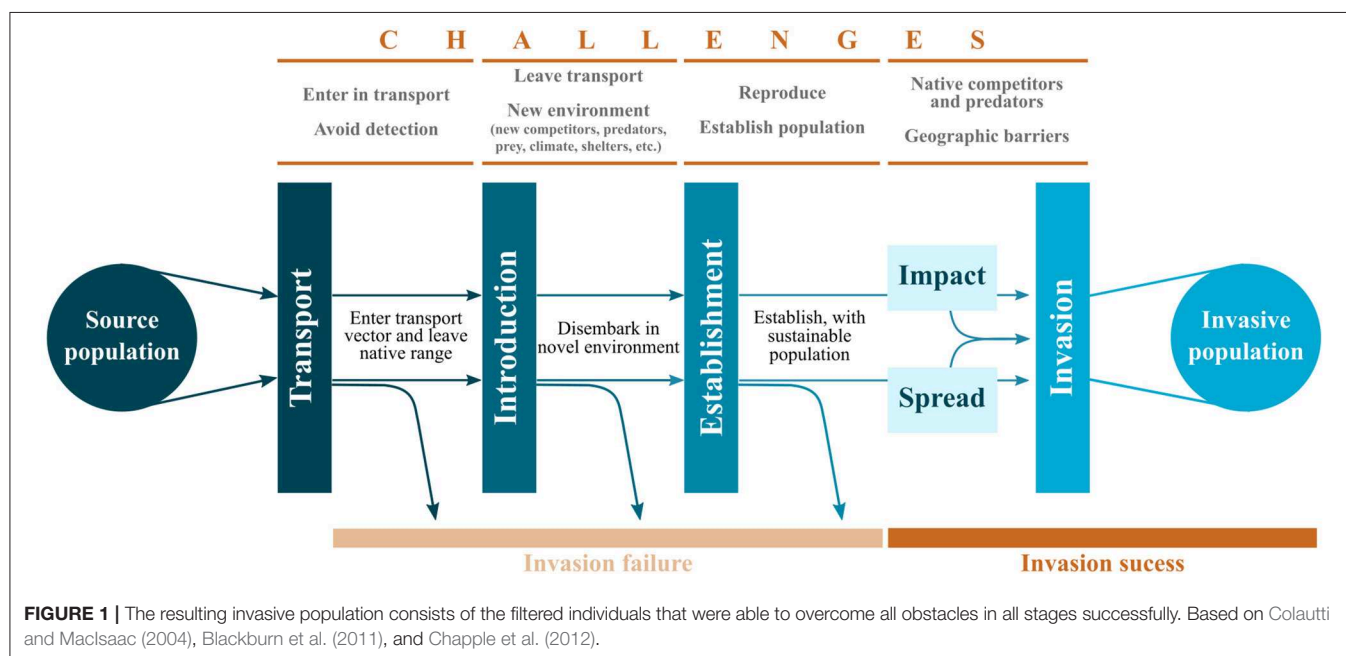 CHALLENGES
Enter in transport
Avoid detection
Leave transport
New environment
(new competitors, predators,
prey, climate, shelters, etc.)
Reproduce
Establish population
Native competitors
and predators
Geographic barriers
Source
population
Transport
Enter transport
vector and leave
native range
Introduction
Disembark in
novel environment
Establishment
Establish, with
sustainable
population
Impact
Spread
Invasion
Invasive
population
Invasion failure
Invasion sucess
FIGURE 1 | The resulting invasive population consists of the filtered individuals that were able to overcome all obstacles in all stages successfully. Based on Colautti
and MacIsaac (2004), Blackburn et al. (2011), and Chapple et al. (2012).